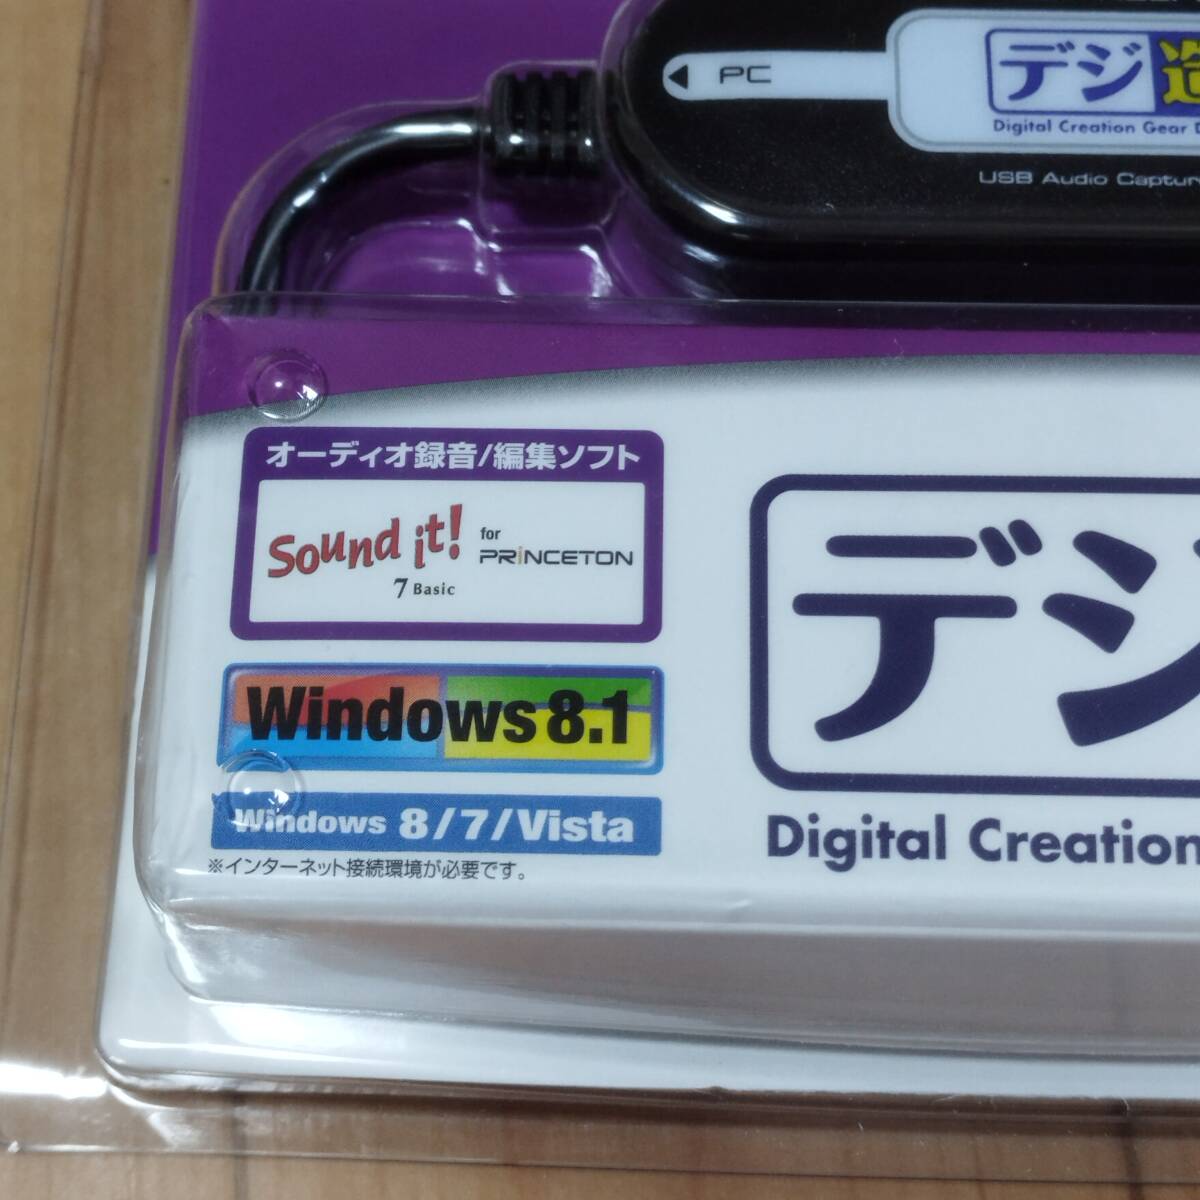 PC
デジ造
Digital Creation Gear
USB Audio Captur
オーディオ録音/編集ソフト
Sound it! for PRINCETON
7 Basic
Windows 8.1
Windows 8/7/Vista
※インターネット接続環境が必要です。
デジ
Digital Creation